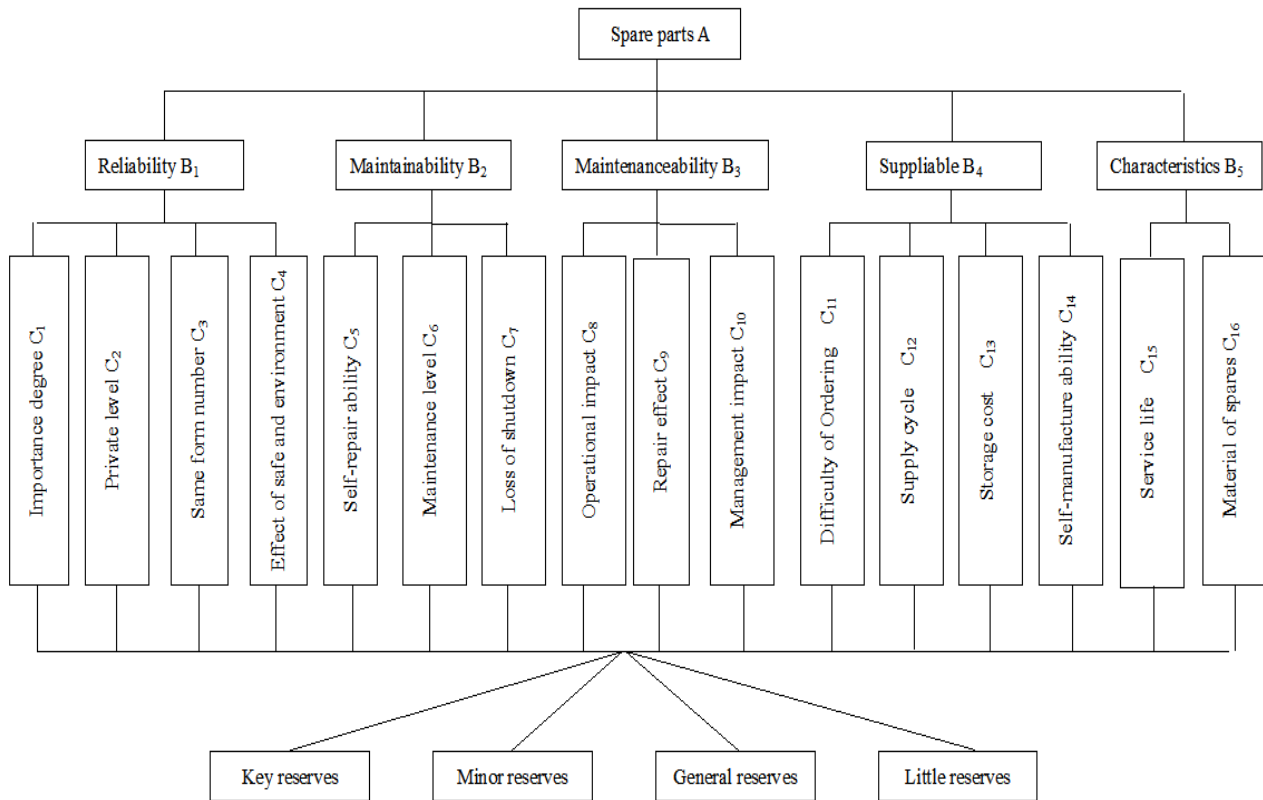 Spare parts A
Reliability B₁
Maintainability B₂
Maintenanceability B₃
Suppliable B₄
Characteristics B₅
Importance degree C₁
Private level C₂
Same form number C₃
Effect of safe and environment C₄
Self-repair ability C₅
Maintenance level C₆
Loss of shutdown C₇
Operational impact C₈
Repair effect C₉
Management impact C₁₀
Difficulty of Ordering C₁₁
Supply cycle C₁₂
Storage cost C₁₃
Self-manufacture ability C₁₄
Service life C₁₅
Material of spares C₁₆
Key reserves
Minor reserves
General reserves
Little reserves